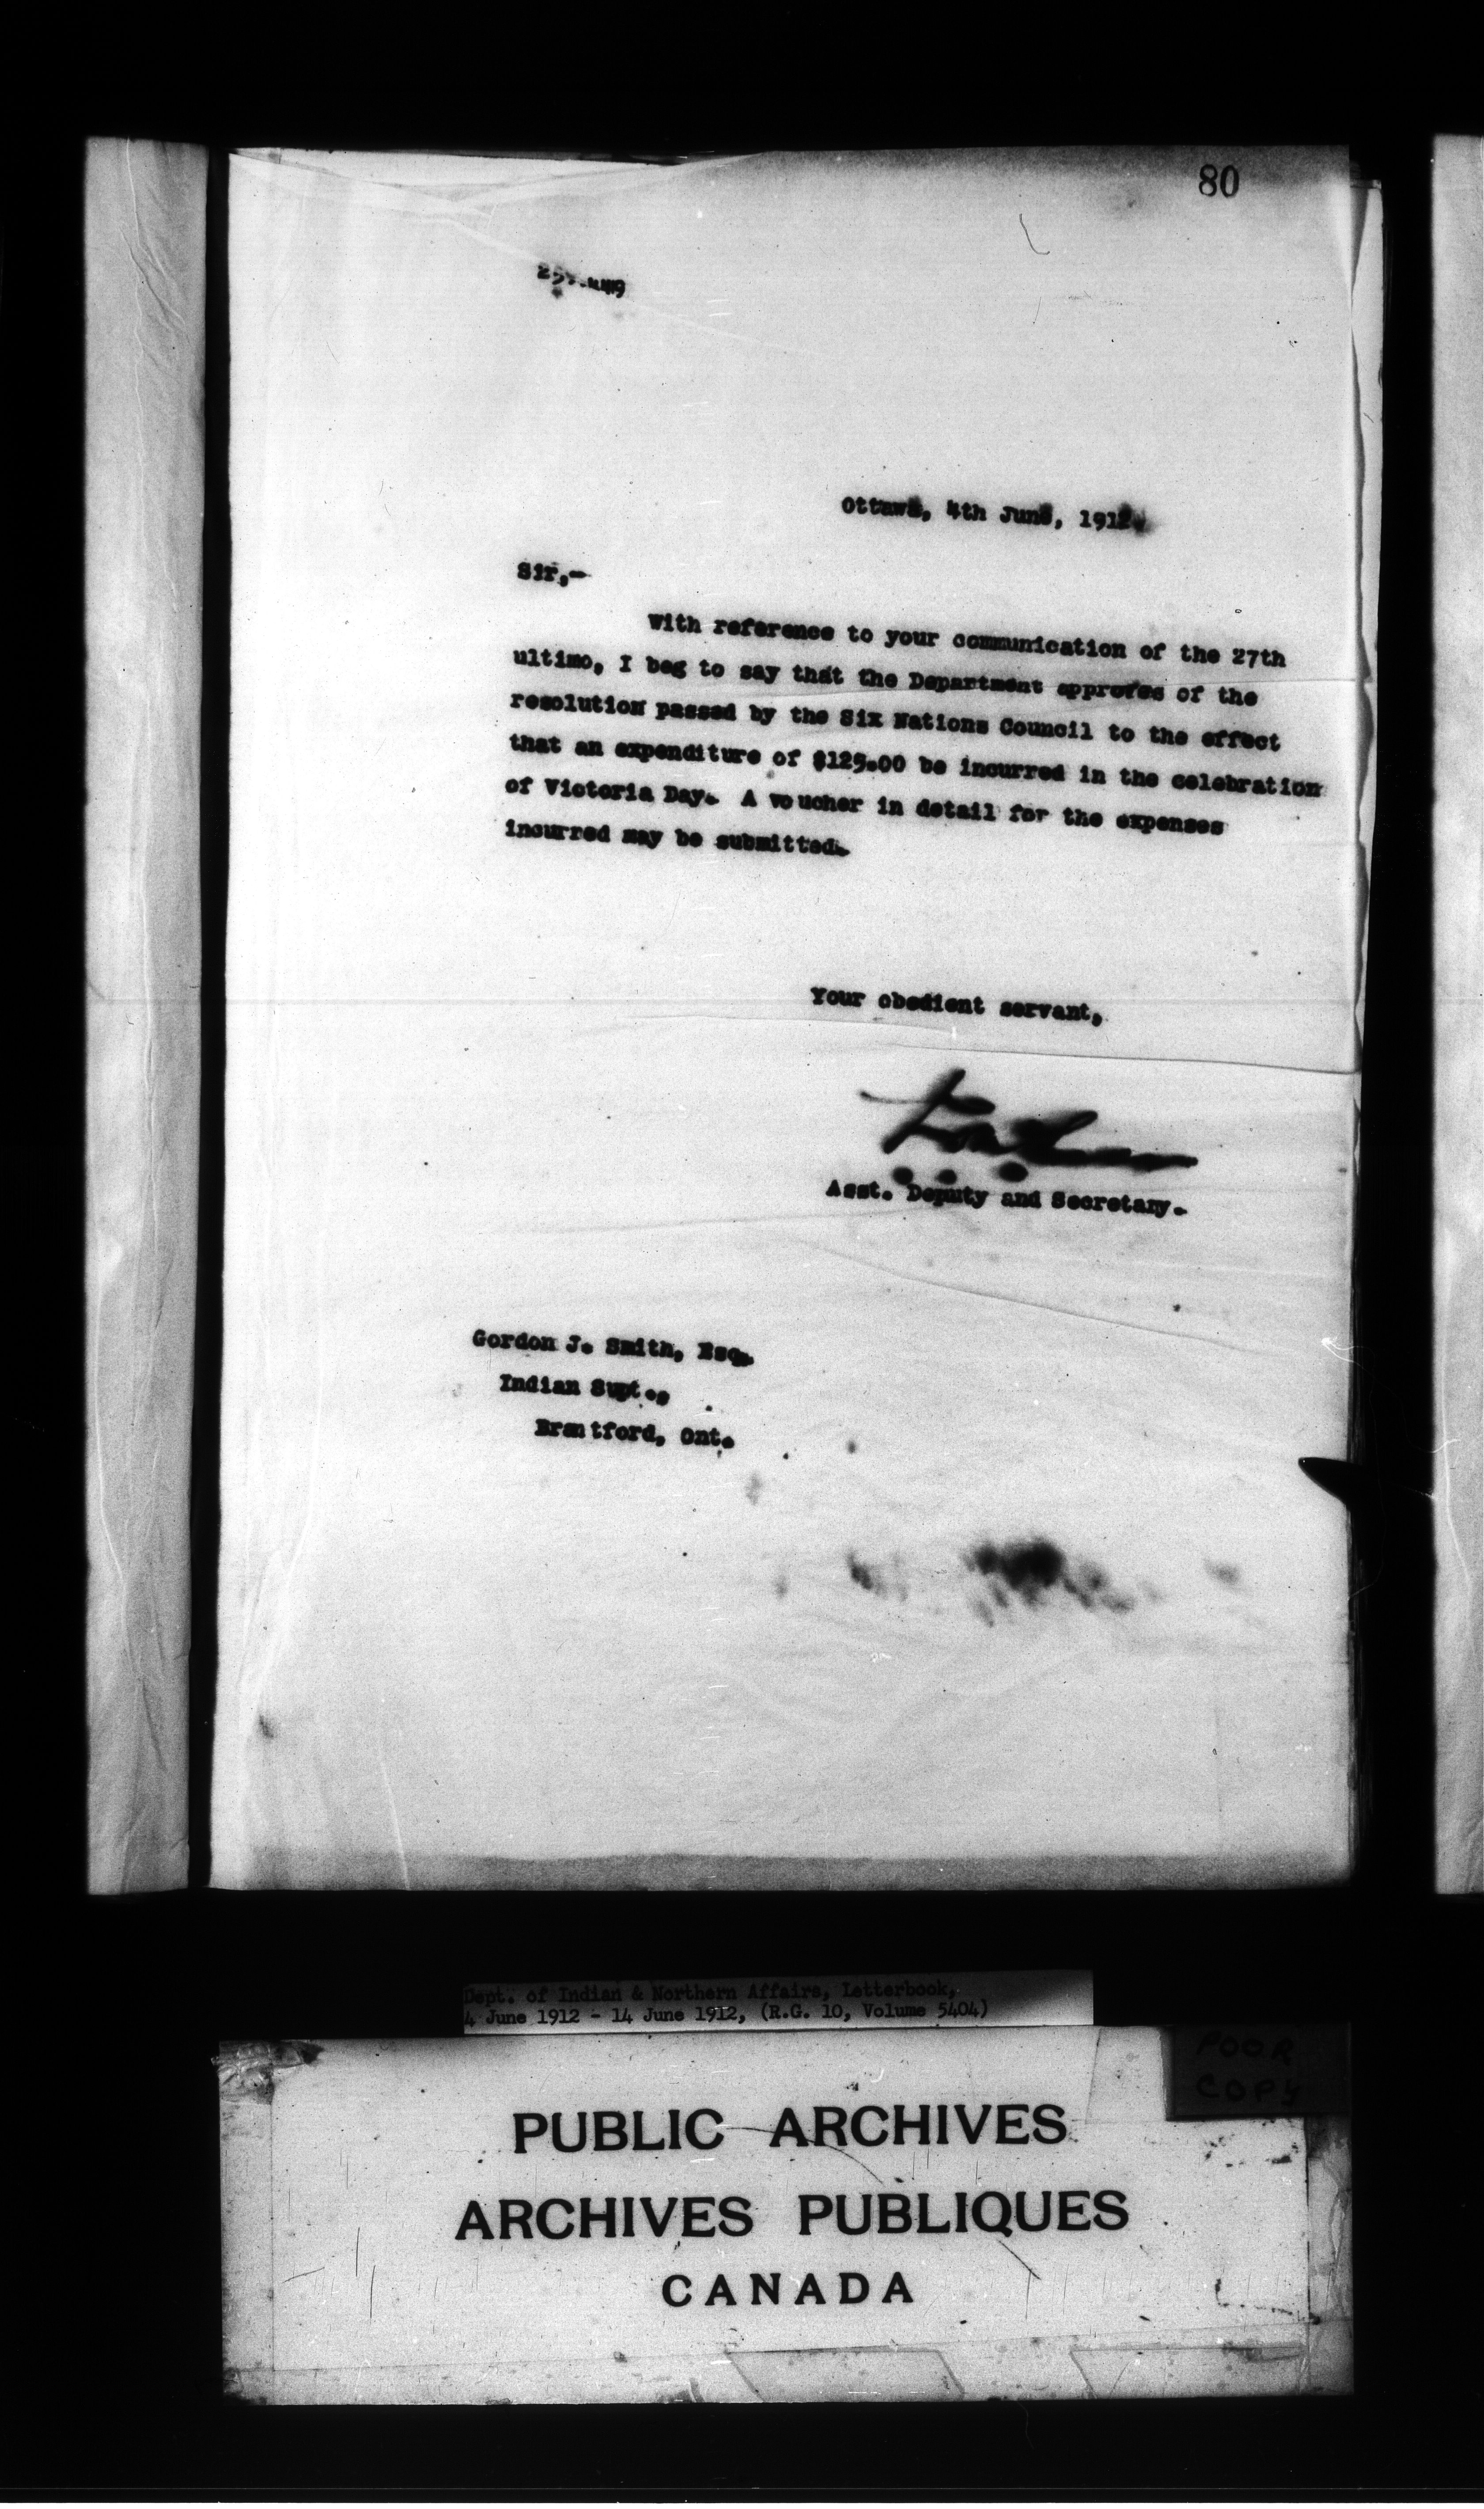 80
Ottawa, 4th June, 1912.
Sir,-
With reference to your communication of the 27th
ultimo, I beg to say that the Department approves of the
resolution passed by the Six Nations Council to the effect
that an expenditure of $125.00 be incurred in the celebration
of Victoria Day. A voucher in detail for the expenses
incurred may be submitted.
Your obedient servant,
Asst. Deputy and Secretary.
Gordon J. Smith, Esq.
Indian Supt.,
Brantford, Ont.
Dept. of Indian & Northern Affairs, Letterbook,
4 June 1912 - 14 June 1912, (R.G. 10, Volume 5404)
POOR
COPY
PUBLIC ARCHIVES
ARCHIVES PUBLIQUES
CANADA